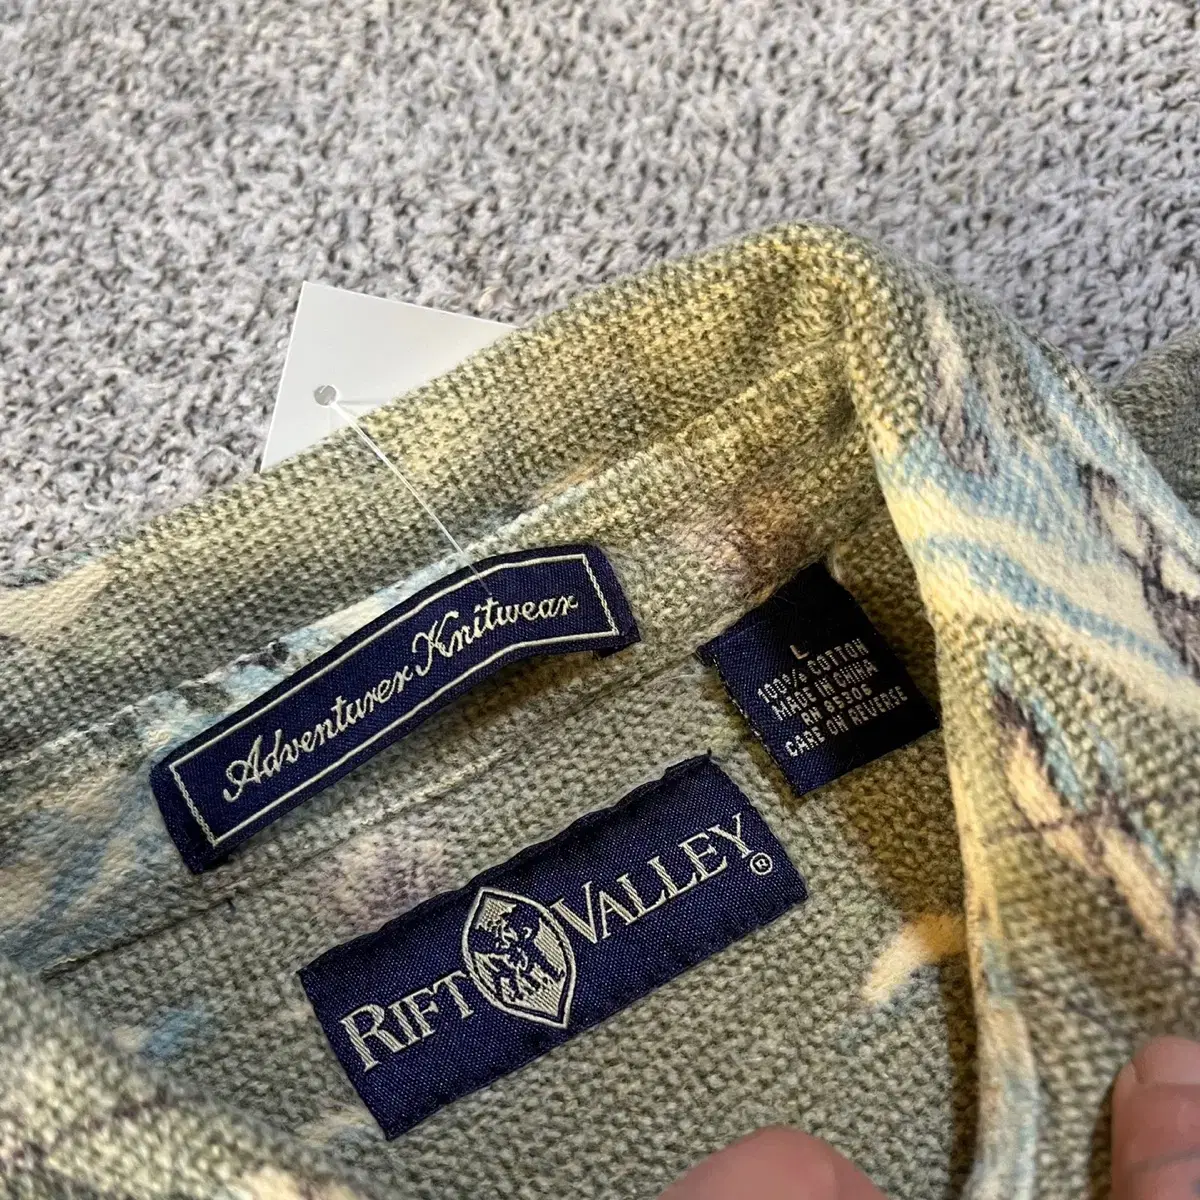 Adventurer Knitwear
L
100% COTTON
MADE IN CHINA
RN 85306
CARE ON REVERSE
RIFT VALLEY®